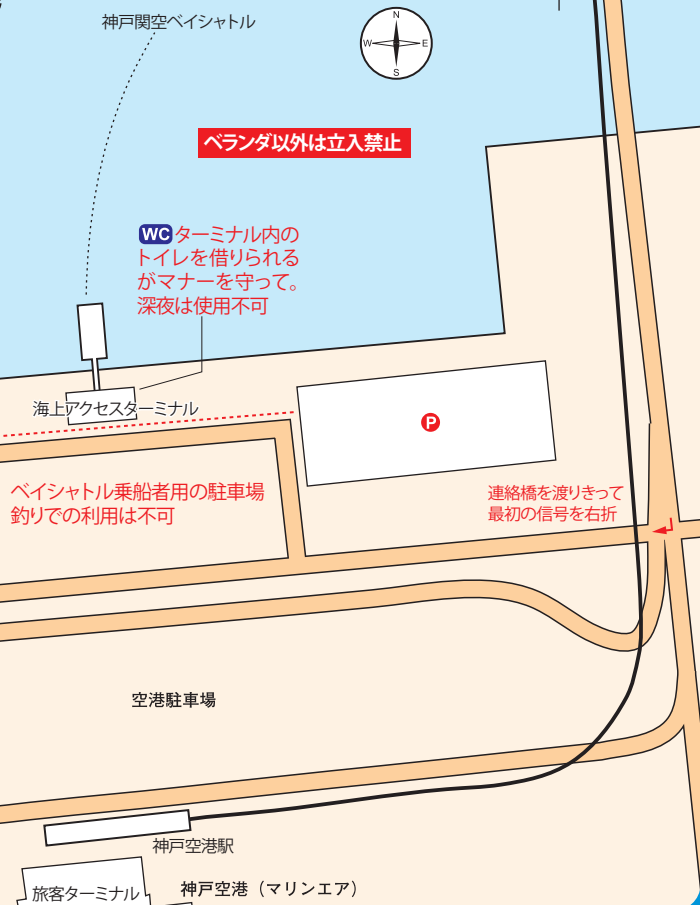 神戸関空ベイシャトル
N
W E
S
ベランダ以外は立入禁止
WC ターミナル内の
トイレを借りられる
がマナーを守って。
深夜は使用不可
海上アクセスターミナル
P
ベイシャトル乗船者用の駐車場
釣りでの利用は不可
連絡橋を渡りきって
最初の信号を右折
空港駐車場
神戸空港駅
旅客ターミナル
神戸空港（マリンエア）